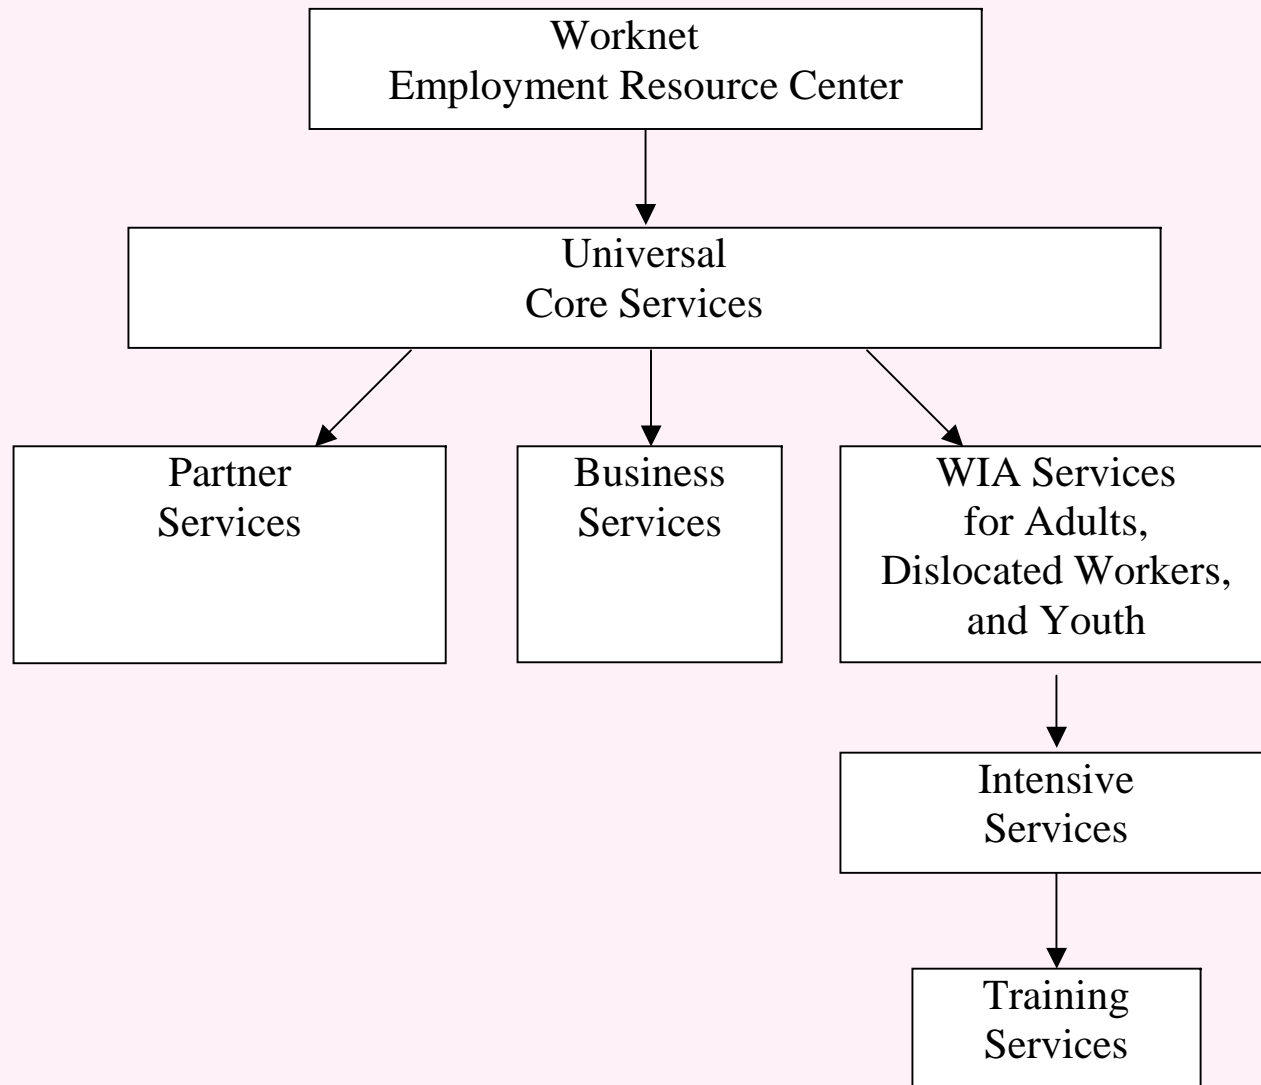 Worknet
Employment Resource Center
Universal
Core Services
Partner
Services
Business
Services
WIA Services
for Adults,
Dislocated Workers,
and Youth
Intensive
Services
Training
Services